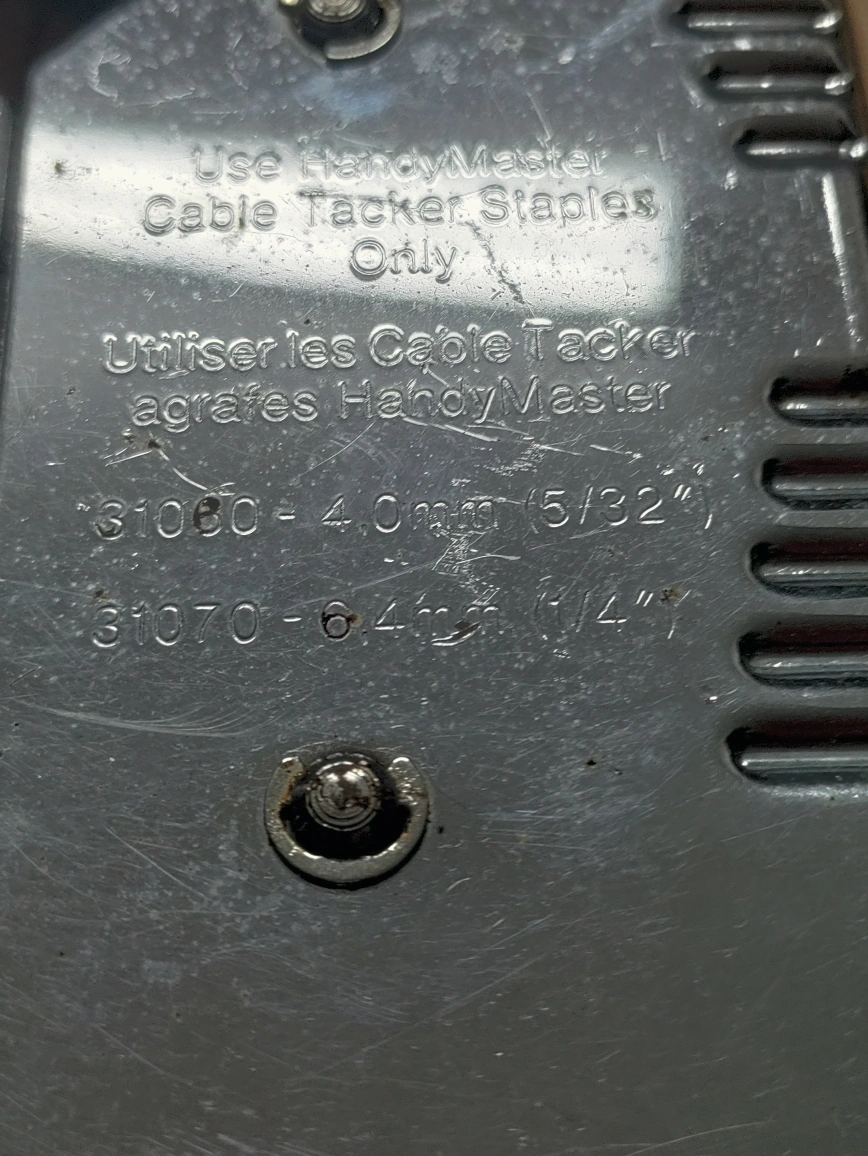 Use HandyMaster
Cable Tacker Staples
Only
Utiliser les Cable Tacker
agrafes HandyMaster
31060 - 4.0mm (5/32")
31070 - 6.4mm (1/4")